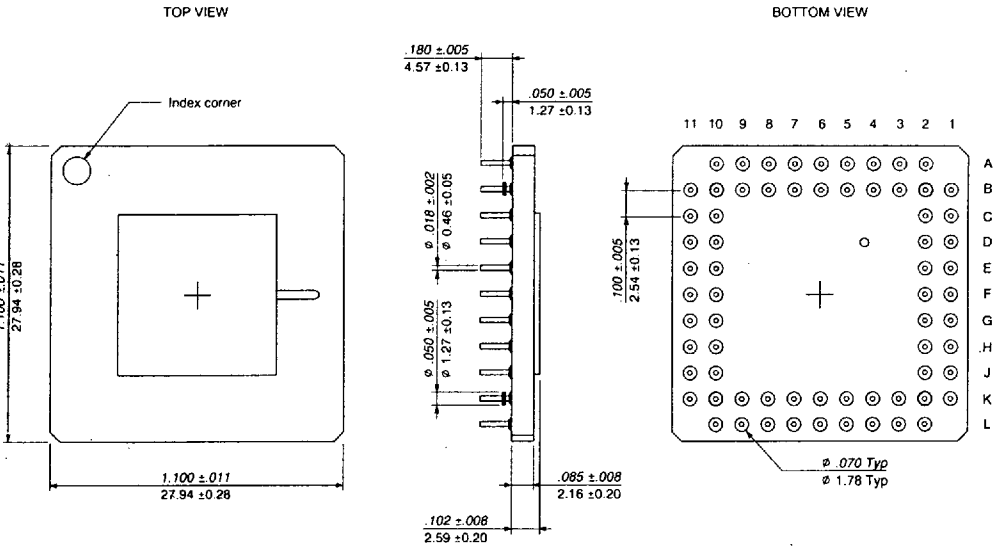 TOP VIEW
BOTTOM VIEW
.180 ±.005
4.57 ±0.13
.050 ±.005
1.27 ±0.13
Index corner
11 10 9 8 7 6 5 4 3 2 1
A
B
C
D
E
F
G
.H
J
K
L
ø .018 ±.002
ø 0.46 ±0.05
.100 ±.005
2.54 ±0.13
1.100 ±.011
27.94 ±0.28
ø .050 ±.005
ø 1.27 ±0.13
1.100 ±.011
27.94 ±0.28
.085 ±.008
2.16 ±0.20
ø .070 Typ
ø 1.78 Typ
.102 ±.008
2.59 ±0.20